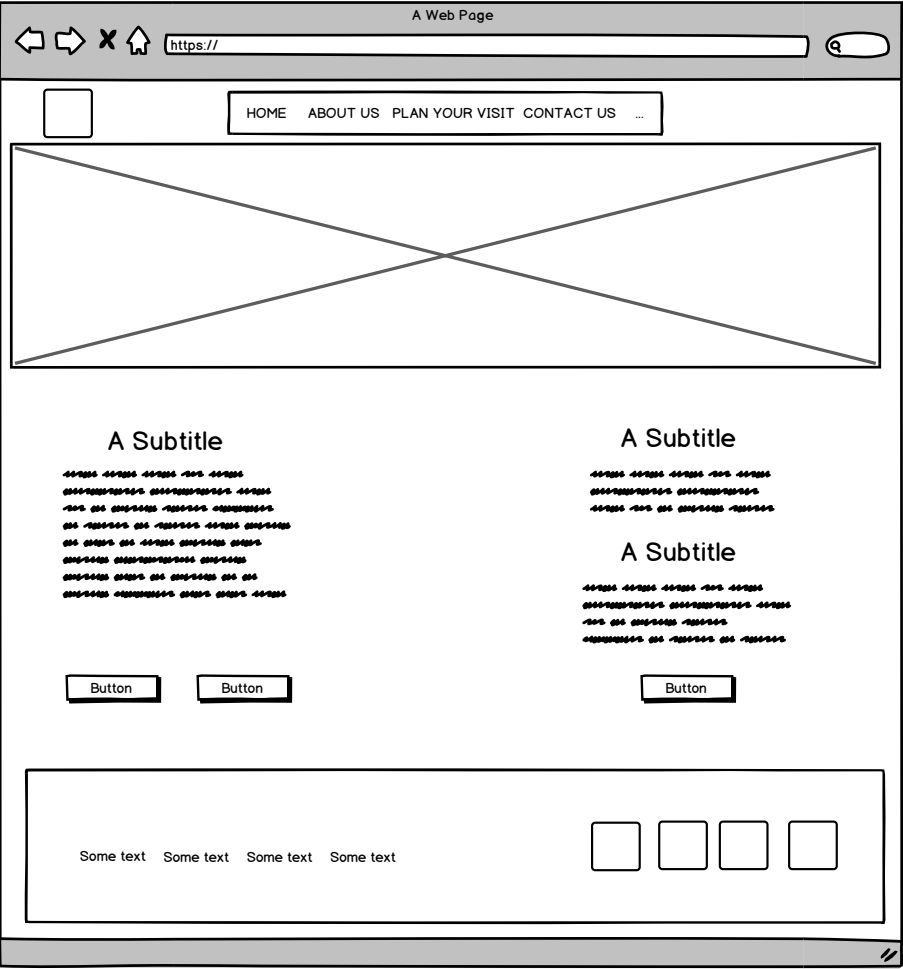 A Web Page
https://
HOME ABOUT US PLAN YOUR VISIT CONTACT US ...
A Subtitle
Button Button
A Subtitle
A Subtitle
Button
Some text Some text Some text Some text